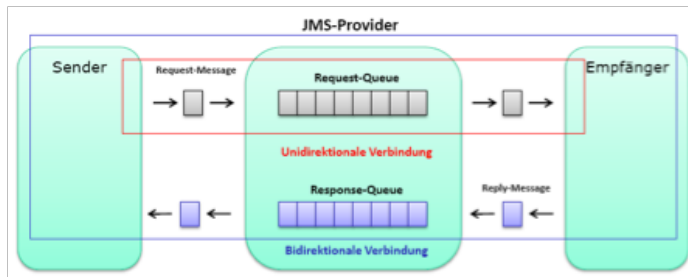 JMS-Provider
Sender
Empfänger
Request-Message
Request-Queue
Unidirektionale Verbindung
Response-Queue
Reply-Message
Bidirektionale Verbindung